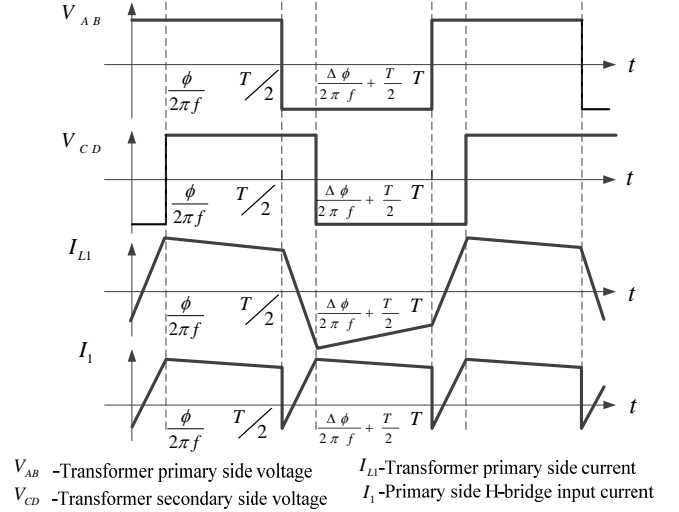 V_AB
φ/2πf T/2 Δφ/2πf + T/2 T t
V_CD
φ/2πf T/2 Δφ/2πf + T/2 T t
I_L1
φ/2πf T/2 Δφ/2πf + T/2 T t
I_1
φ/2πf T/2 Δφ/2πf + T/2 T t
V_AB -Transformer primary side voltage I_L1-Transformer primary side current
V_CD -Transformer secondary side voltage I_1-Primary side H-bridge input current